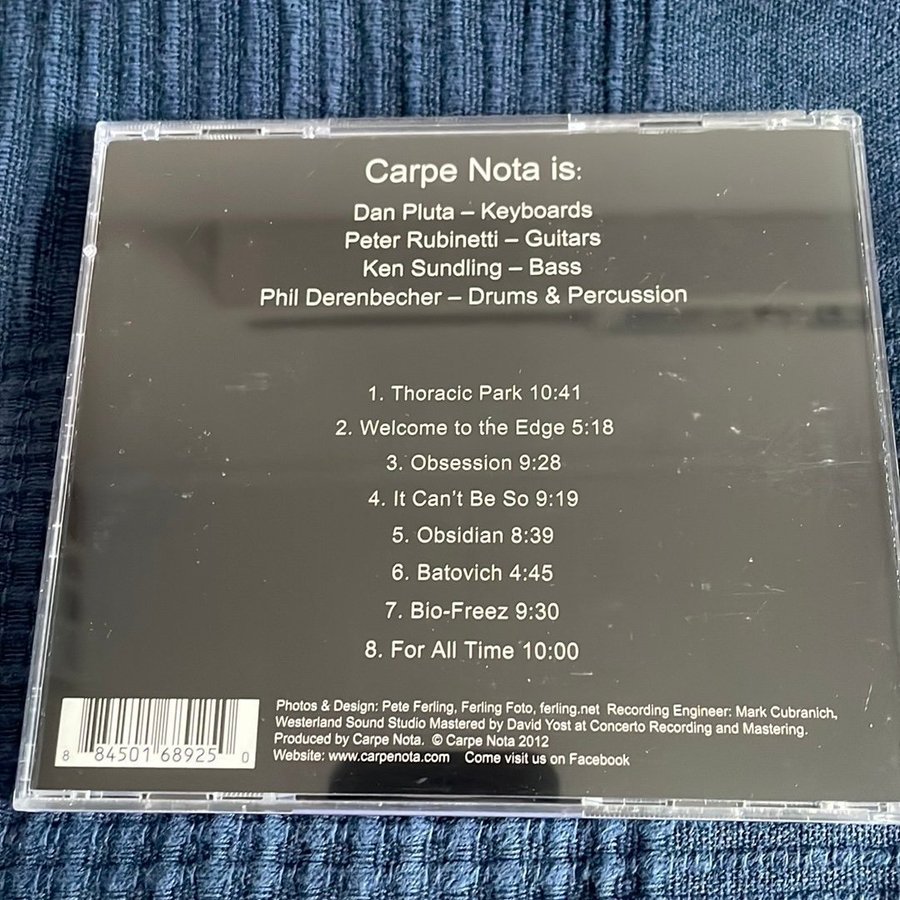 Carpe Nota is:
Dan Pluta – Keyboards
Peter Rubinetti – Guitars
Ken Sundling – Bass
Phil Derenbecher – Drums & Percussion
1. Thoracic Park 10:41
2. Welcome to the Edge 5:18
3. Obsession 9:28
4. It Can't Be So 9:19
5. Obsidian 8:39
6. Batovich 4:45
7. Bio-Freez 9:30
8. For All Time 10:00
Photos & Design: Pete Ferling, Ferling Foto, ferling.net Recording Engineer: Mark Cubranich,
Westerland Sound Studio Mastered by David Yost at Concerto Recording and Mastering.
Produced by Carpe Nota. © Carpe Nota 2012
Website: www.carpenota.com Come visit us on Facebook
8 84501 68925 0